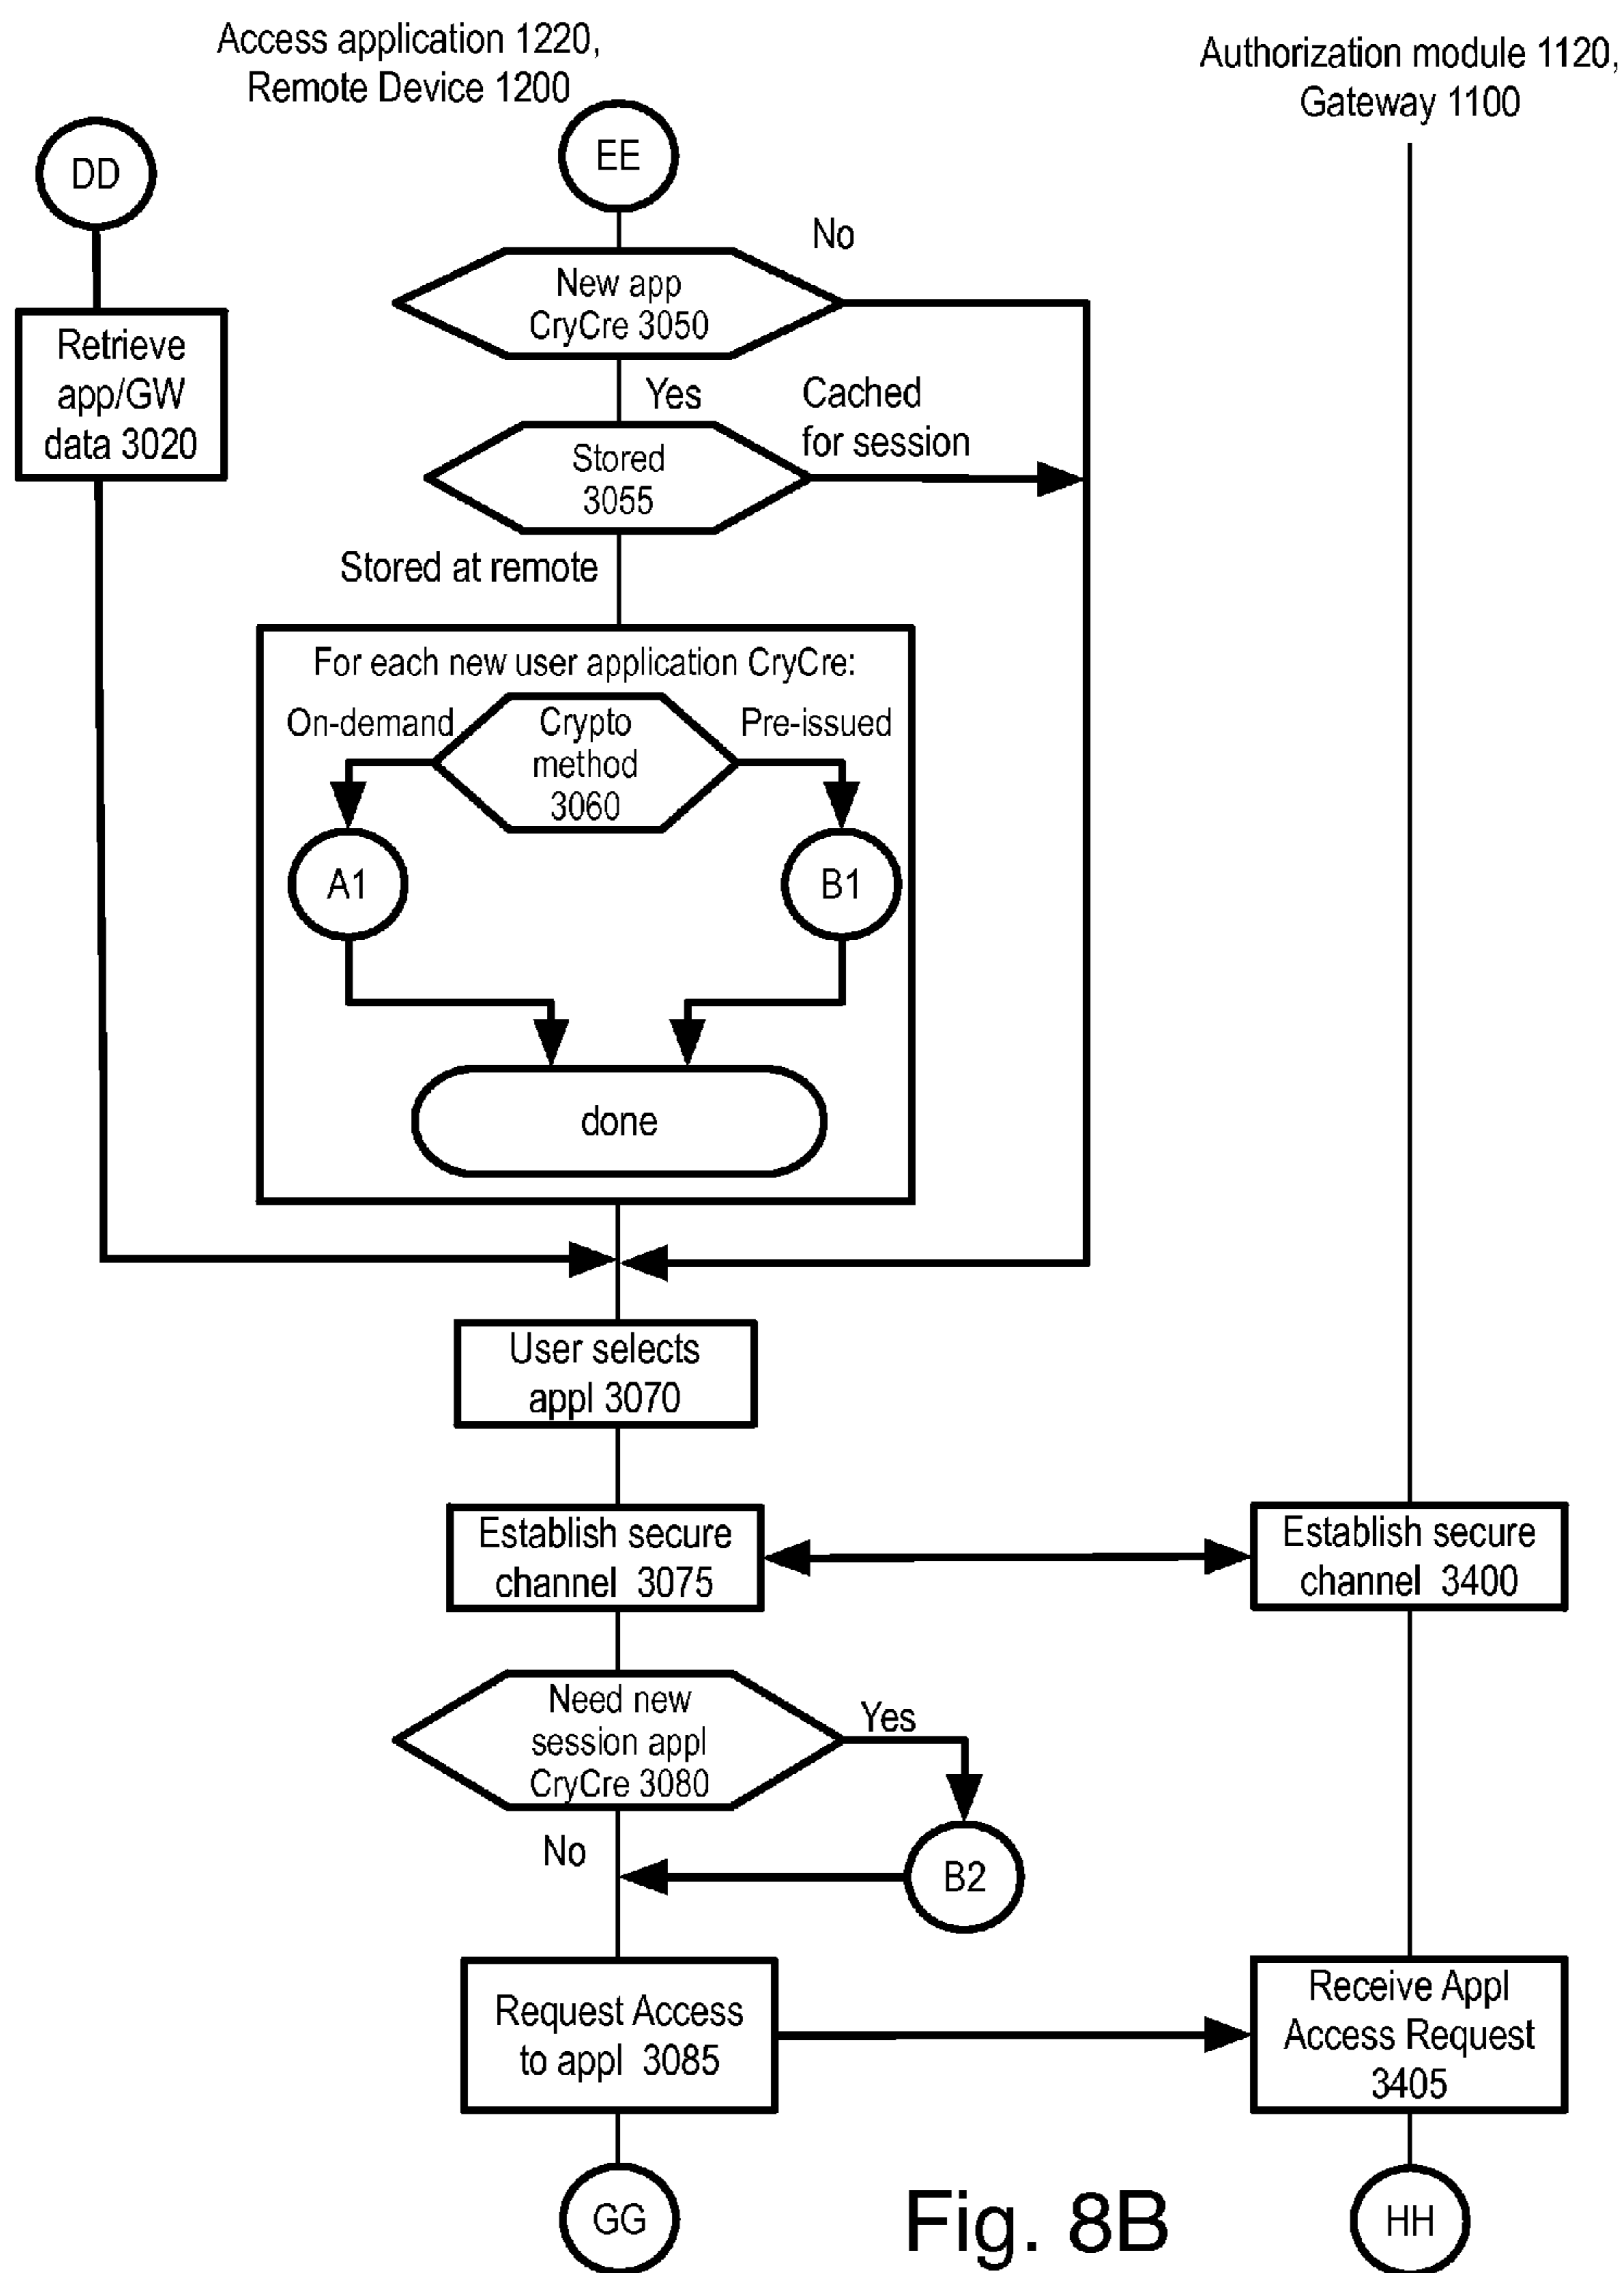 Access application 1220,
Remote Device 1200
Authorization module 1120,
Gateway 1100
DD
EE
No
New app
CryCre 3050
Retrieve
app/GW
data 3020
Yes
Cached
for session
Stored
3055
Stored at remote
For each new user application CryCre:
On-demand
Crypto
method
3060
Pre-issued
A1
B1
done
User selects
appl 3070
Establish secure
channel 3075
Establish secure
channel 3400
Need new
session appl
CryCre 3080
Yes
No
B2
Request Access
to appl 3085
Receive Appl
Access Request
3405
GG
Fig. 8B
HH